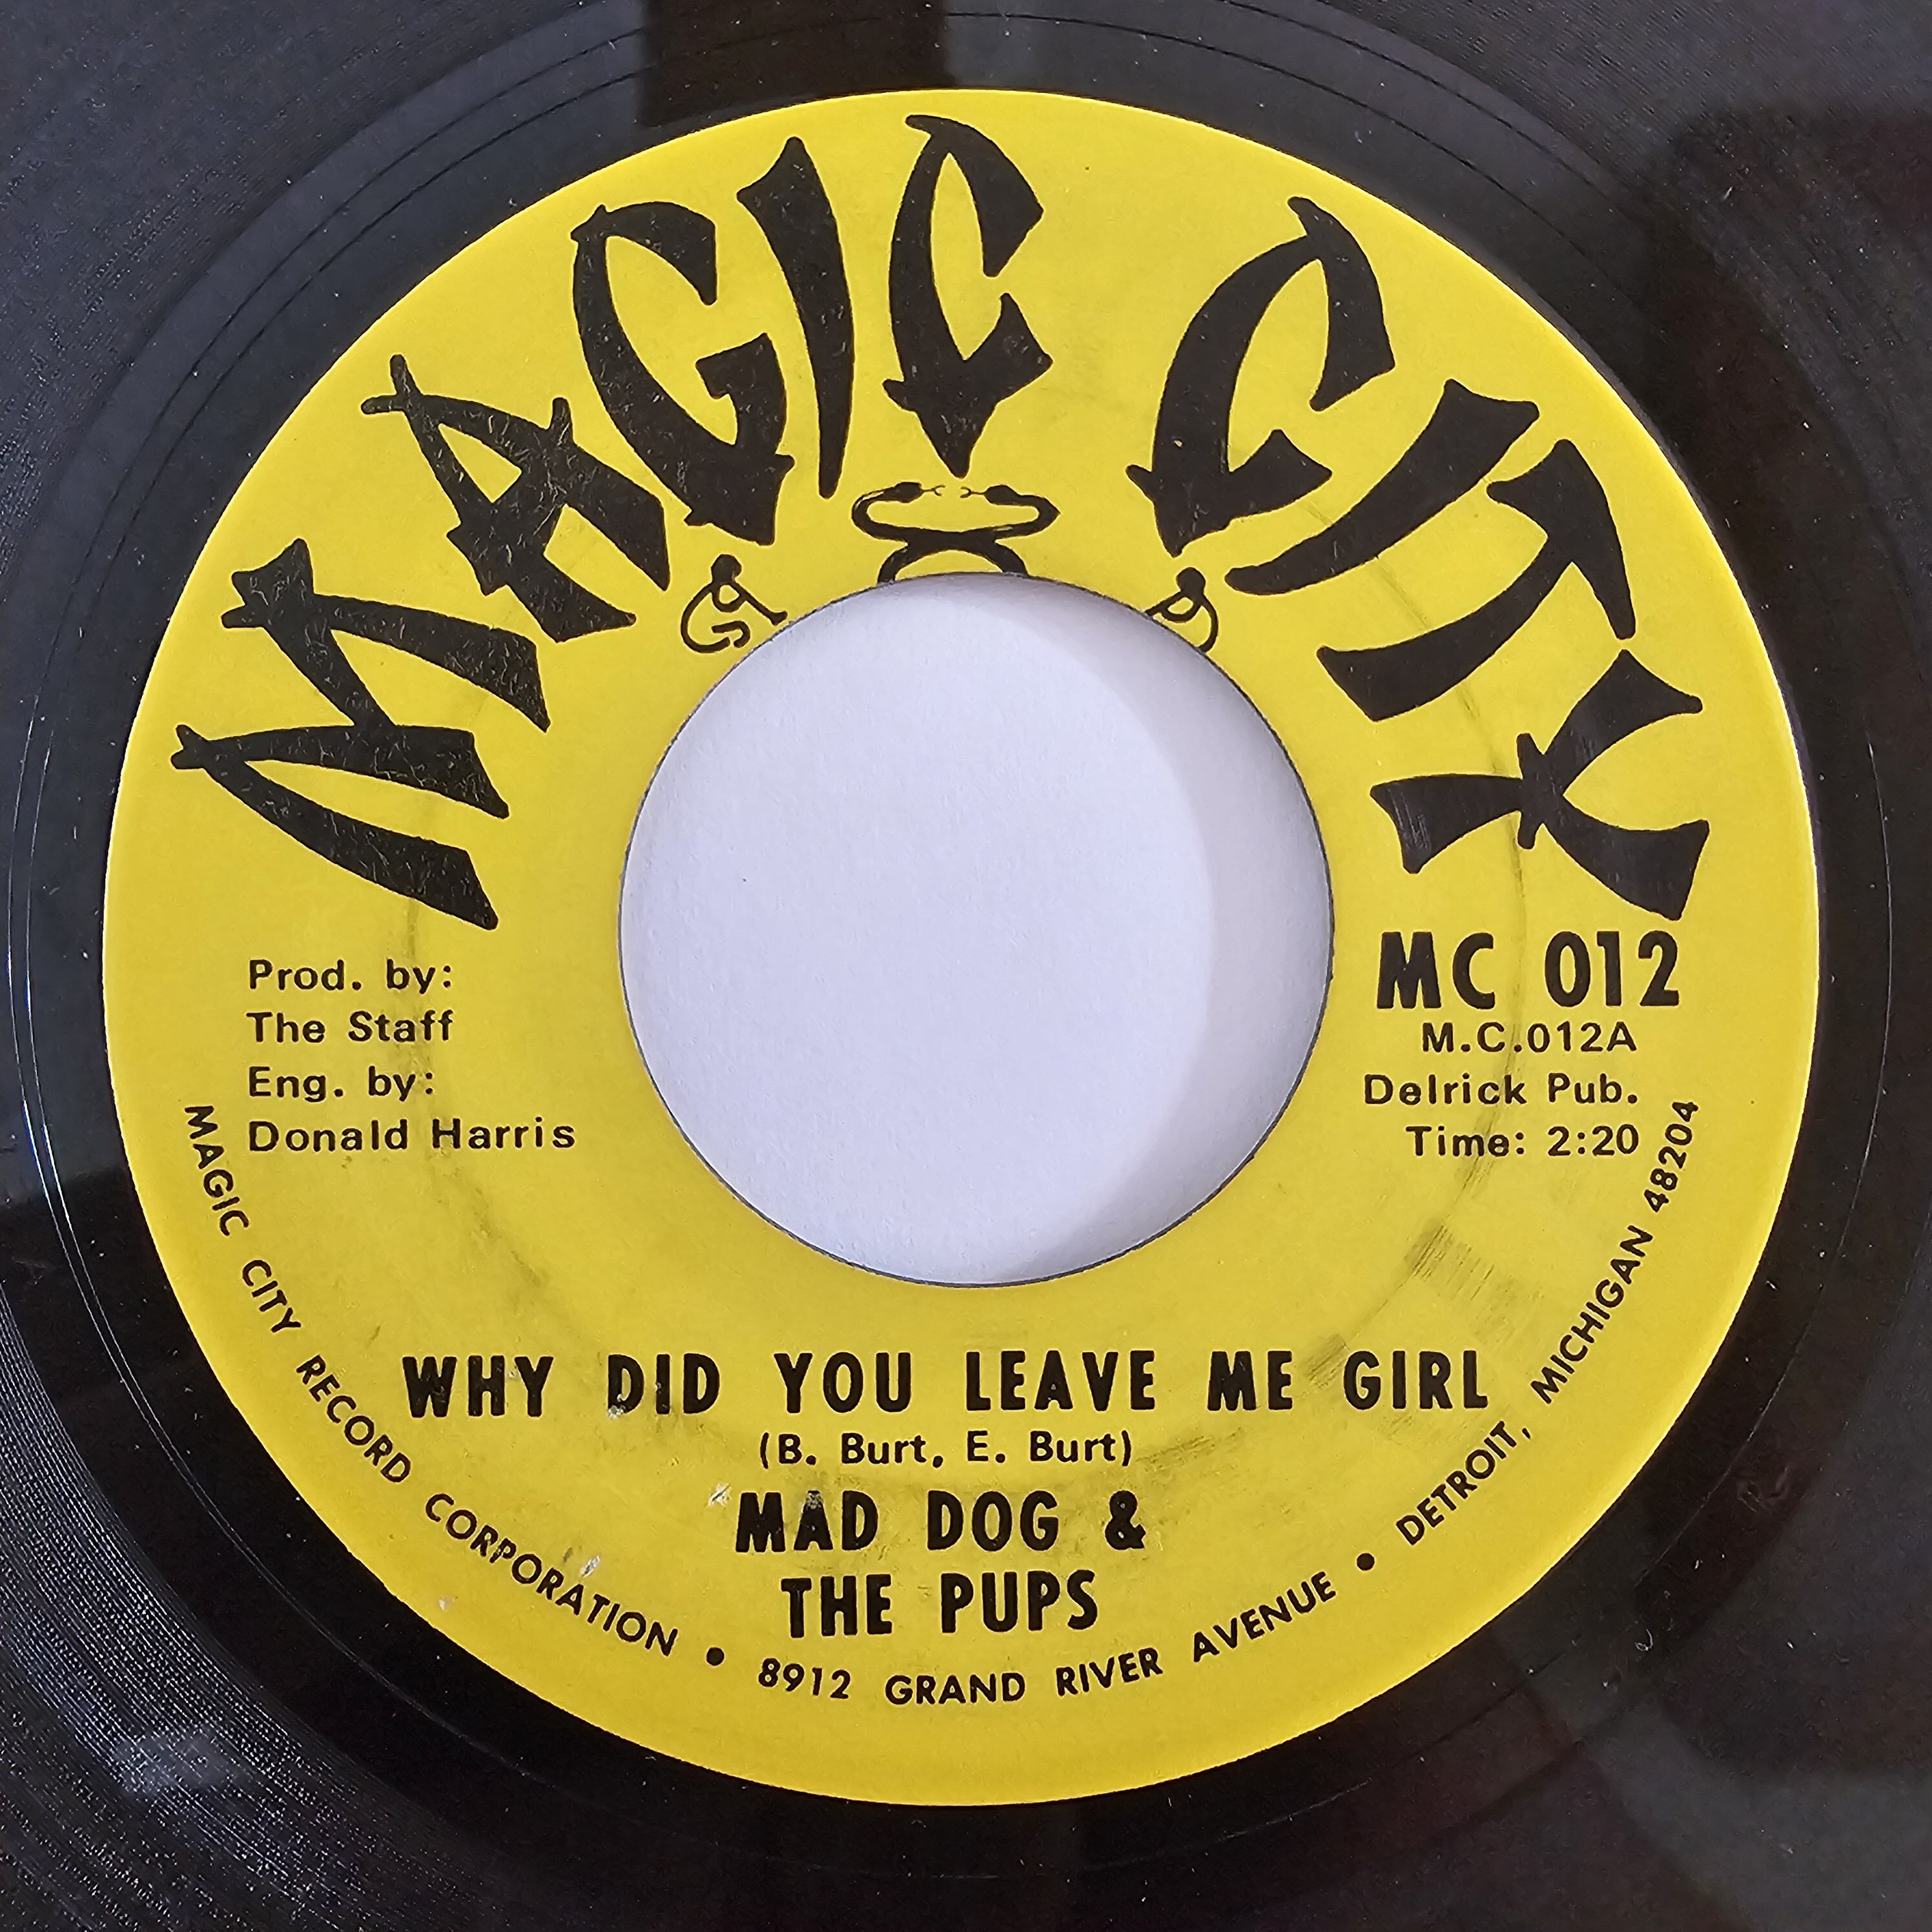 MAGIC CITY
Prod. by:
The Staff
Eng. by:
Donald Harris
MC 012
M.C.012A
Delrick Pub.
Time: 2:20
WHY DID YOU LEAVE ME GIRL
(B. Burt, E. Burt)
MAD DOG &
THE PUPS
MAGIC CITY RECORD CORPORATION • 8912 GRAND RIVER AVENUE • DETROIT, MICHIGAN 48204